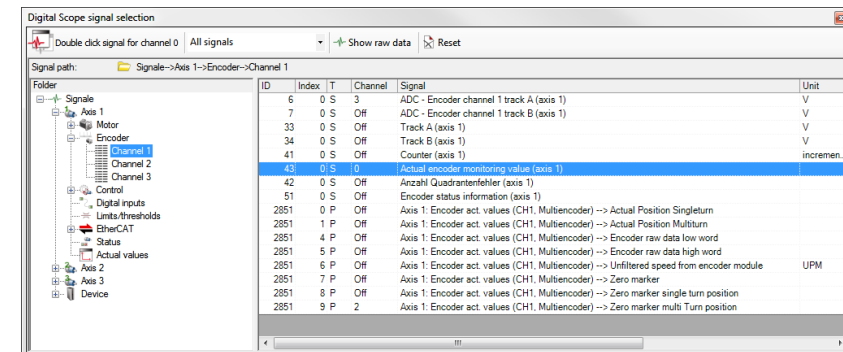 Digital Scope signal selection
Double click signal for channel 0 All signals Show raw data Reset
Signal path: Signale-->Axis 1-->Encoder-->Channel 1
Folder
Signale
Axis 1
Motor
Encoder
Channel 1
Channel 2
Channel 3
Control
Digital inputs
Limits/thresholds
EtherCAT
Status
Actual values
Axis 2
Axis 3
Device
ID Index T Channel Signal Unit
6 0 S 3 ADC - Encoder channel 1 track A (axis 1) V
7 0 S Off ADC - Encoder channel 1 track B (axis 1) V
33 0 S Off Track A (axis 1) V
34 0 S Off Track B (axis 1) V
41 0 S Off Counter (axis 1) incremen..
43 0 S 0 Actual encoder monitoring value (axis 1)
42 0 S Off Anzahl Quadrantenfehler (axis 1)
51 0 S Off Encoder status information (axis 1)
2851 0 P Off Axis 1: Encoder act. values (CH1, Multiencoder) --> Actual Position Singleturn
2851 1 P Off Axis 1: Encoder act. values (CH1, Multiencoder) --> Actual Position Multiturn
2851 4 P Off Axis 1: Encoder act. values (CH1, Multiencoder) --> Encoder raw data low word
2851 5 P Off Axis 1: Encoder act. values (CH1, Multiencoder) --> Encoder raw data high word
2851 6 P Off Axis 1: Encoder act. values (CH1, Multiencoder) --> Unfiltered speed from encoder module UPM
2851 7 P Off Axis 1: Encoder act. values (CH1, Multiencoder) --> Zero marker
2851 8 P Off Axis 1: Encoder act. values (CH1, Multiencoder) --> Zero marker single turn position
2851 9 P 2 Axis 1: Encoder act. values (CH1, Multiencoder) --> Zero marker multi Turn position